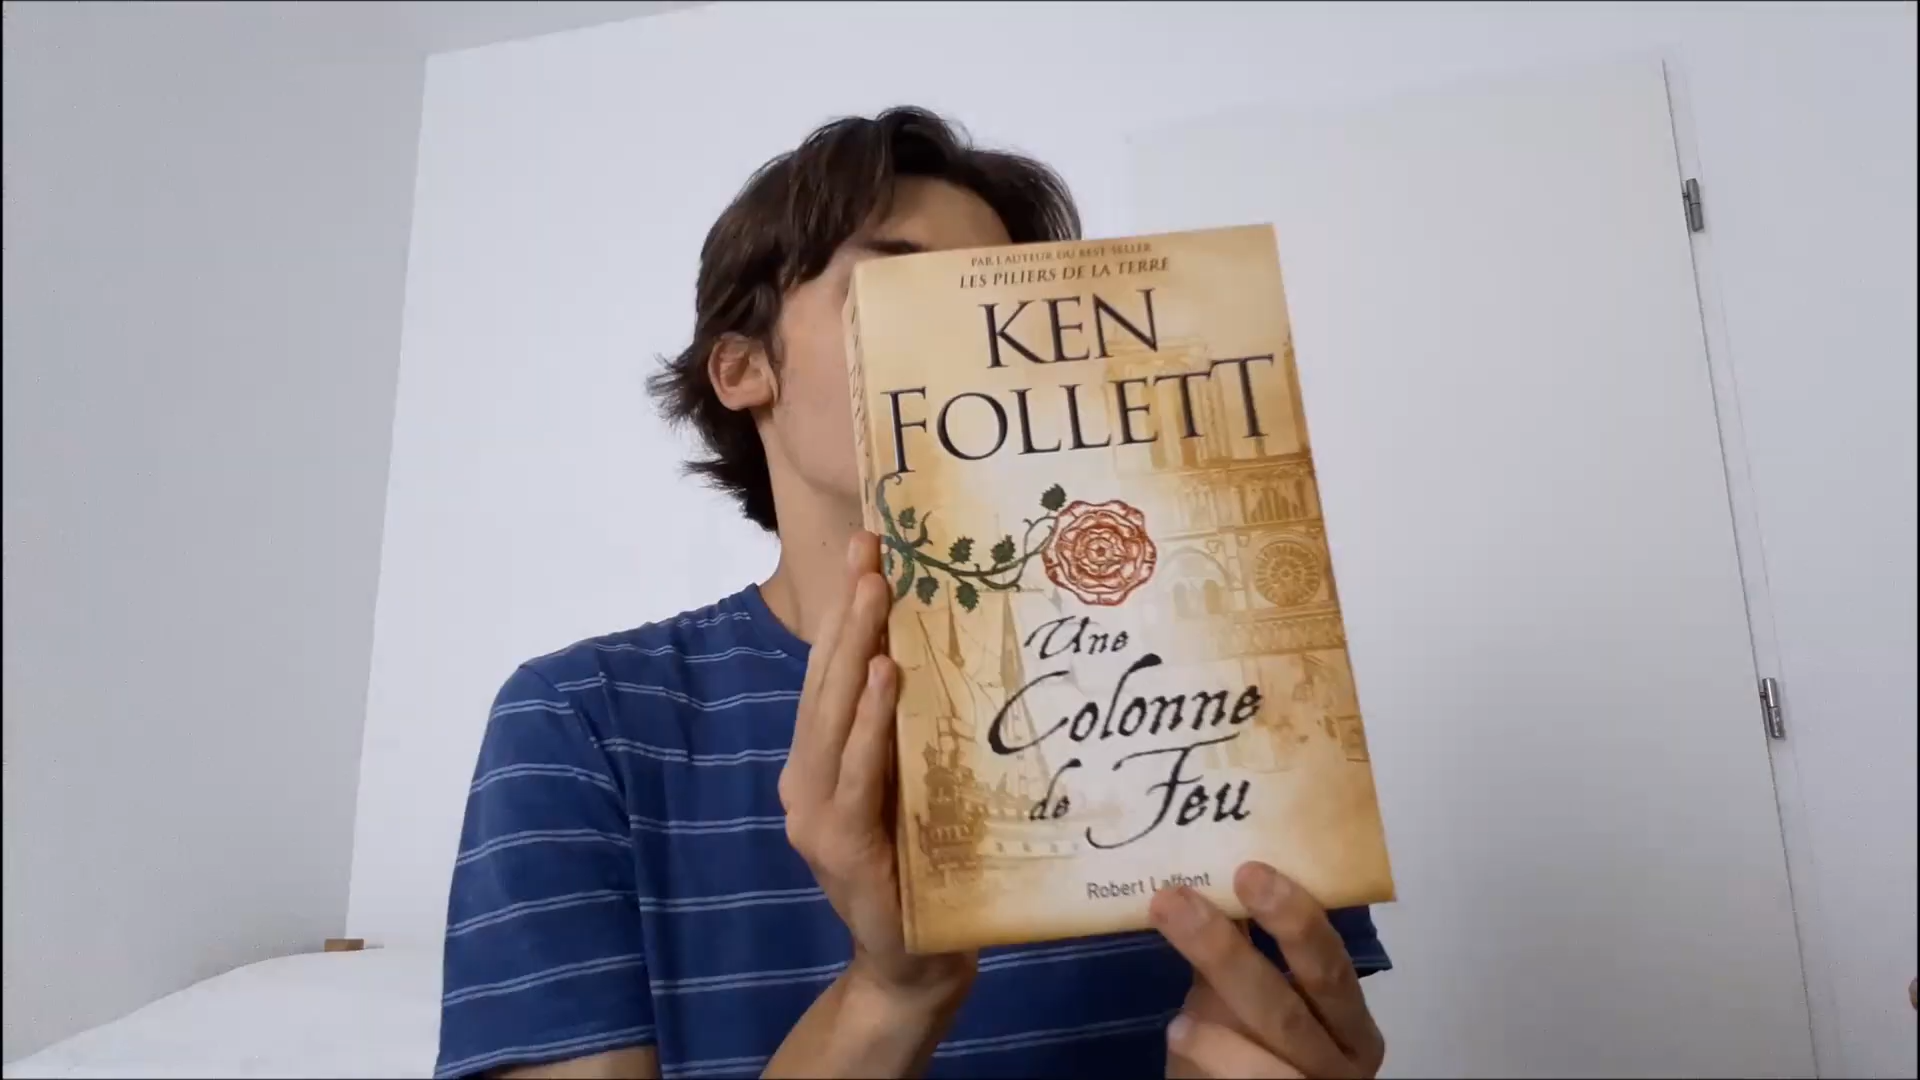 PAR L'AUTEUR DU BEST-SELLER
LES PILIERS DE LA TERRE
KEN
FOLLETT
Une
Colonne
de Feu
Robert Laffont